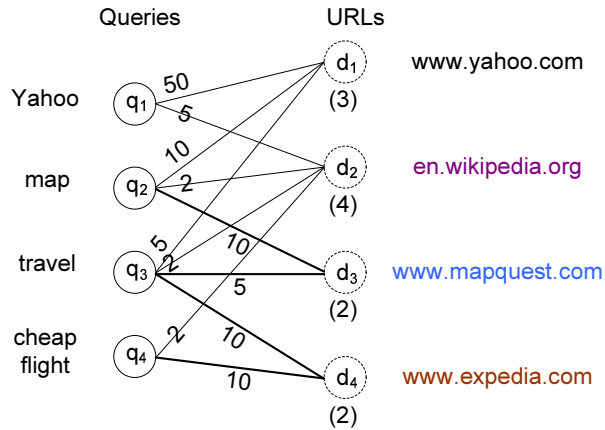 Queries URLs
Yahoo q1 50 5 d1 (3) www.yahoo.com
map q2 10 2 10 d2 (4) en.wikipedia.org
travel q3 5 2 5 10 d3 (2) www.mapquest.com
cheap
flight q4 2 10 d4 (2) www.expedia.com